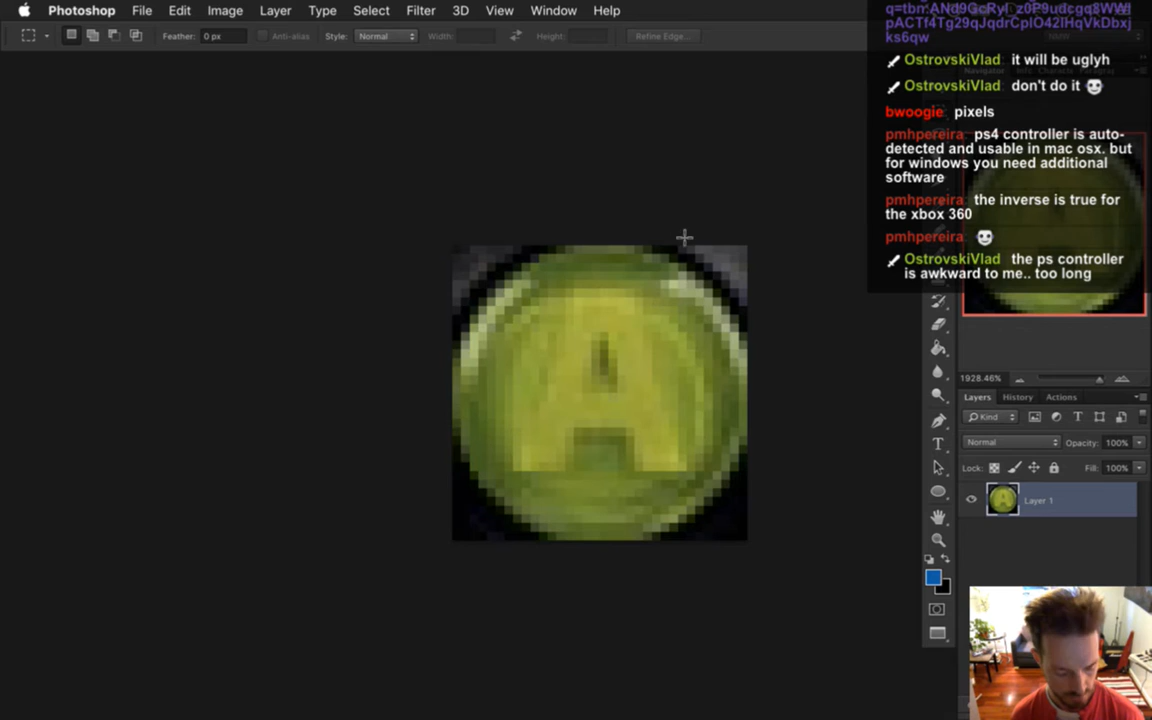 Photoshop File Edit Image Layer Type Select Filter 3D View Window Help
Feather: 0 px Anti-alias Style: Normal Width: Height: Refine Edge...
pACTf4Tg29qJqdrCpIO42IHqVkDbxj
ks6qw
OstrovskiVlad: it will be uglyh
OstrovskiVlad: don't do it
bwoogie: pixels
pmhpereira: ps4 controller is auto-
detected and usable in mac osx. but
for windows you need additional
software
pmhpereira: the inverse is true for
the xbox 360
pmhpereira:
OstrovskiVlad: the ps controller
is awkward to me.. too long
A
1928.46%
Layers History Actions
Kind
Normal Opacity: 100%
Lock: Fill: 100%
Layer 1